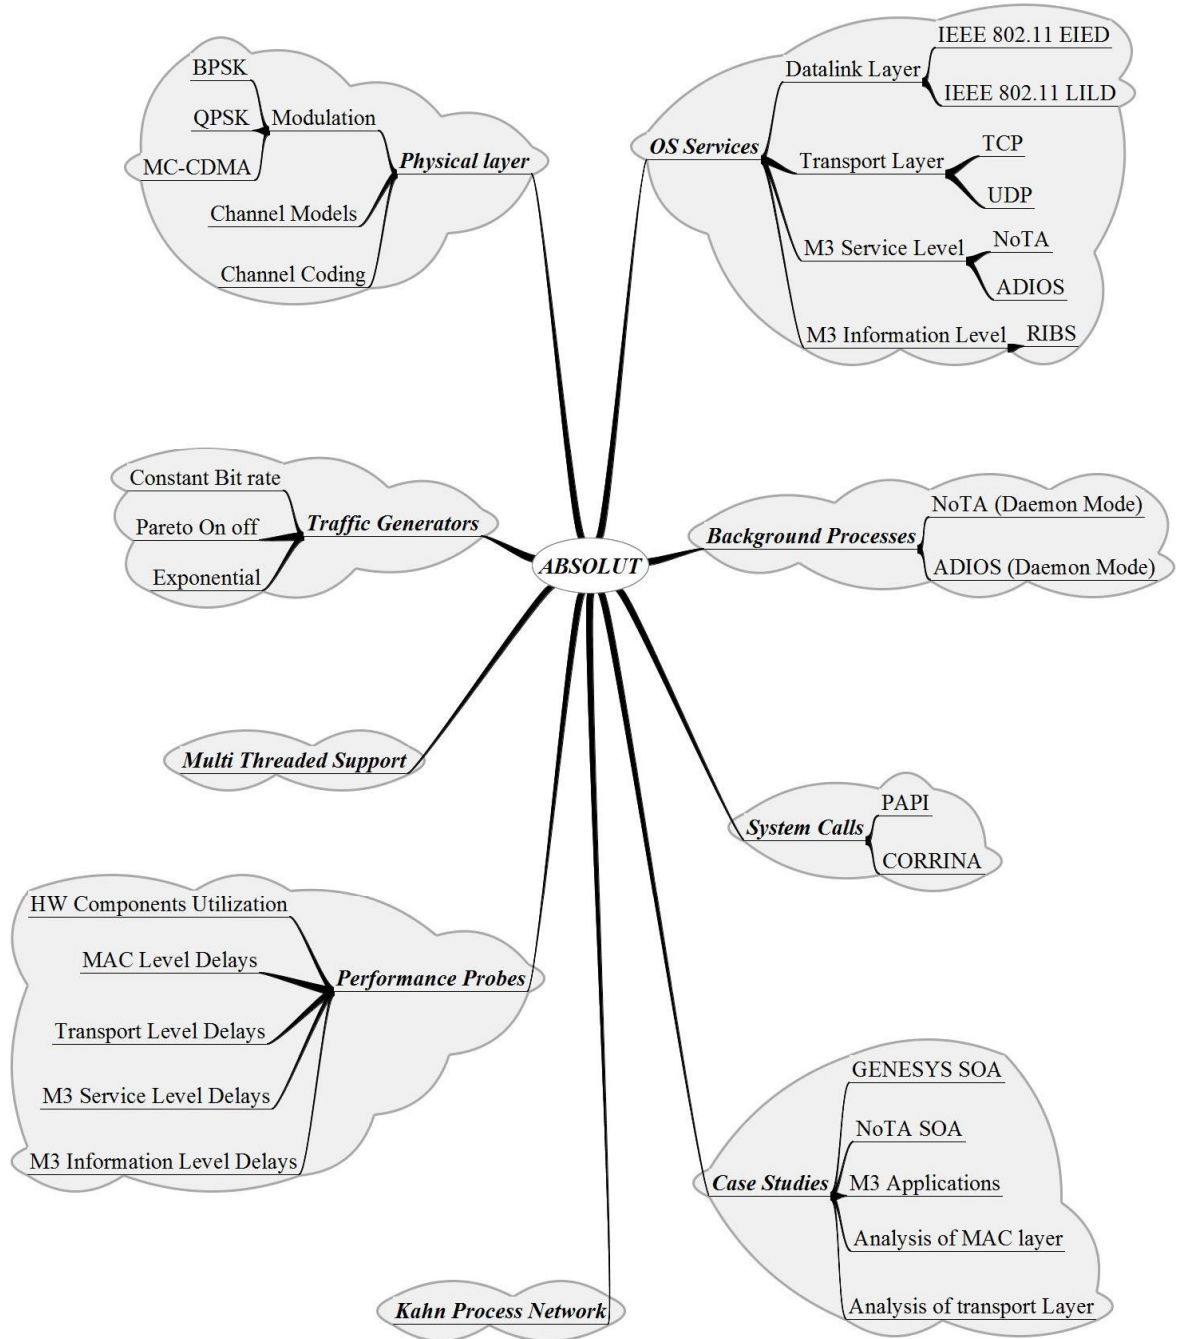 BPSK
QPSK
MC-CDMA
Modulation
Channel Models
Channel Coding
Physical layer
OS Services
Datalink Layer
IEEE 802.11 EIED
IEEE 802.11 LILD
Transport Layer
TCP
UDP
M3 Service Level
NoTA
ADIOS
M3 Information Level
RIBS
Constant Bit rate
Pareto On off
Exponential
Traffic Generators
ABSOLUT
Background Processes
NoTA (Daemon Mode)
ADIOS (Daemon Mode)
Multi Threaded Support
System Calls
PAPI
CORRINA
HW Components Utilization
MAC Level Delays
Transport Level Delays
M3 Service Level Delays
M3 Information Level Delays
Performance Probes
Case Studies
GENESYS SOA
NoTA SOA
M3 Applications
Analysis of MAC layer
Analysis of transport Layer
Kahn Process Network